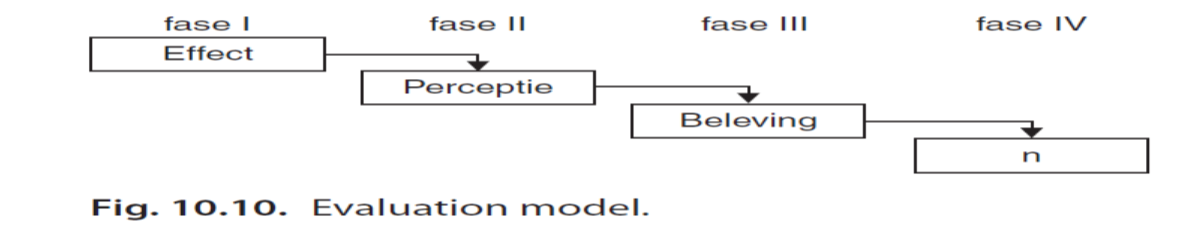 fase I fase II fase III fase IV
Effect
Perceptie
Beleving
n
Fig. 10.10. Evaluation model.